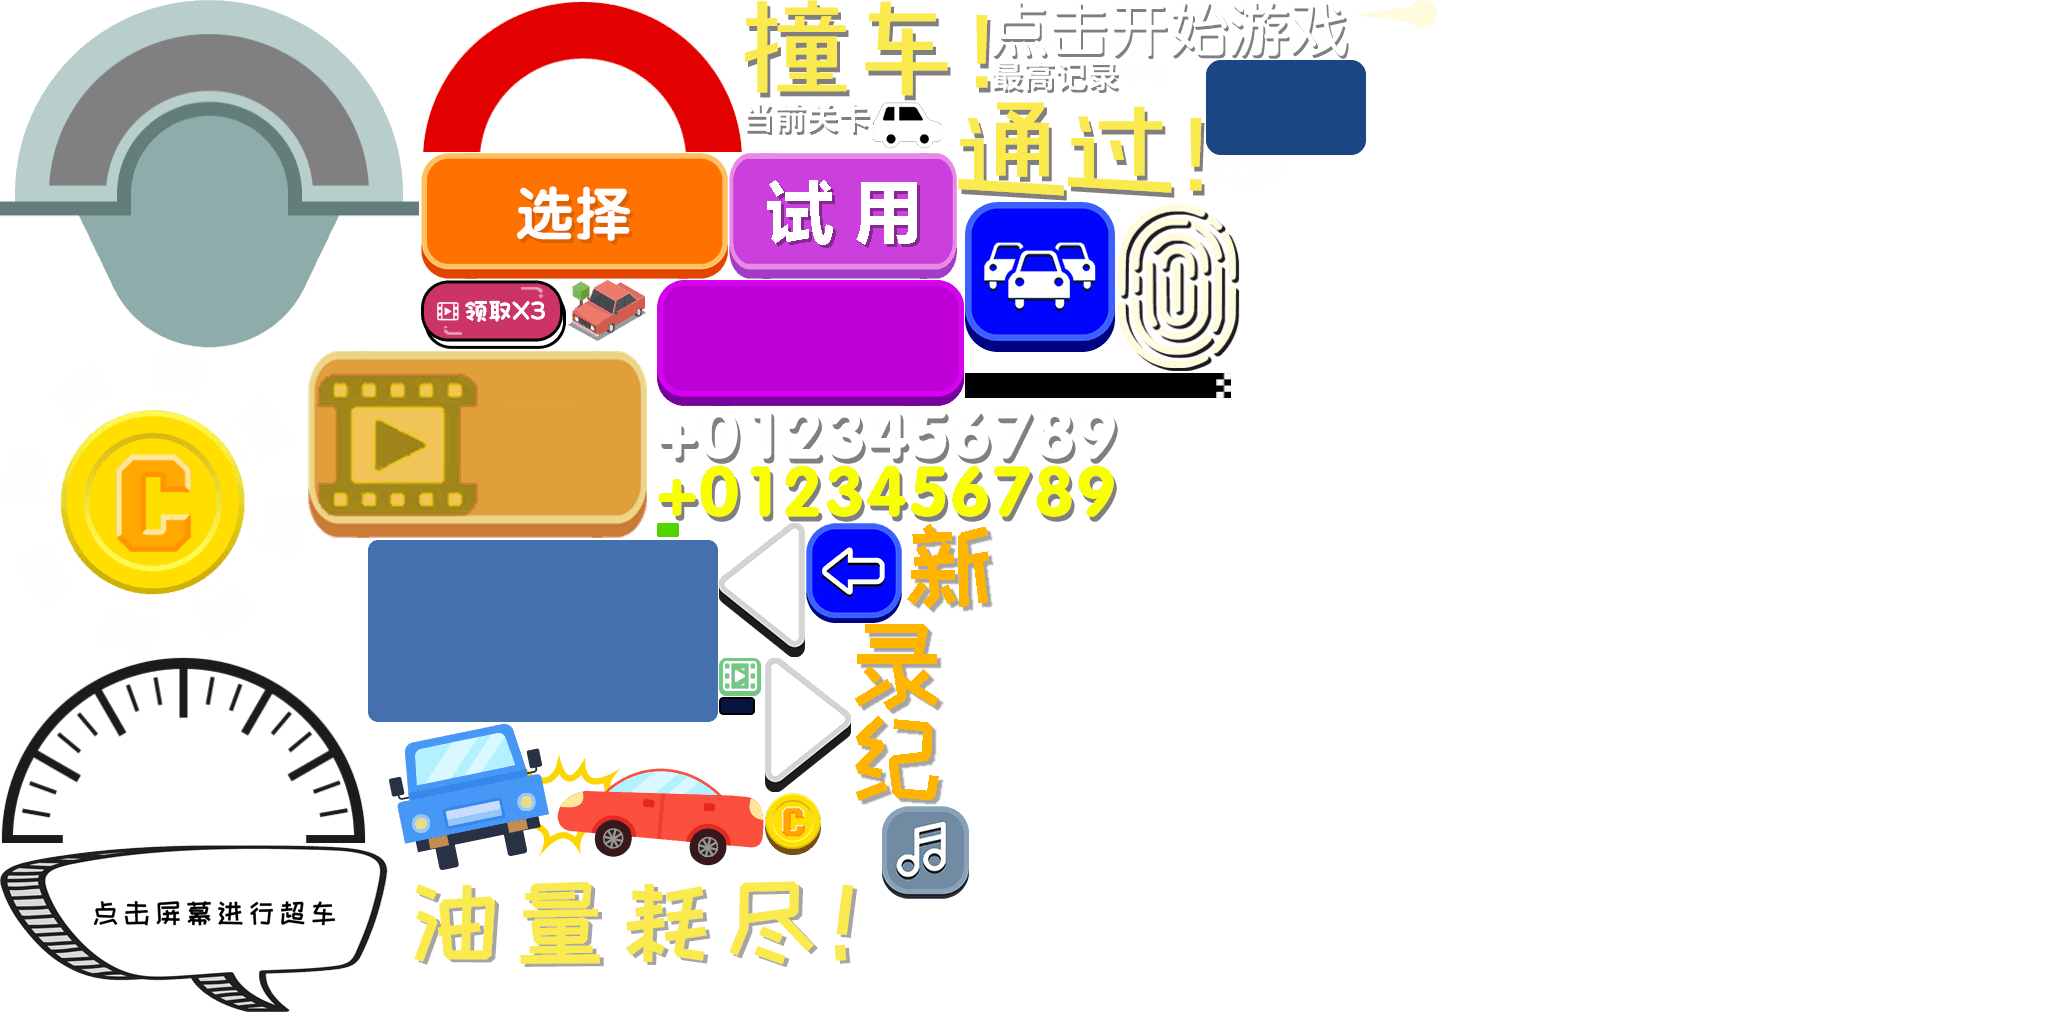 撞车!
点击开始游戏
最高记录
当前关卡
通过!
选择
试用
领取X3
+0123456789
+0123456789
C
新
录
纪
C
点击屏幕进行超车
油量耗尽!